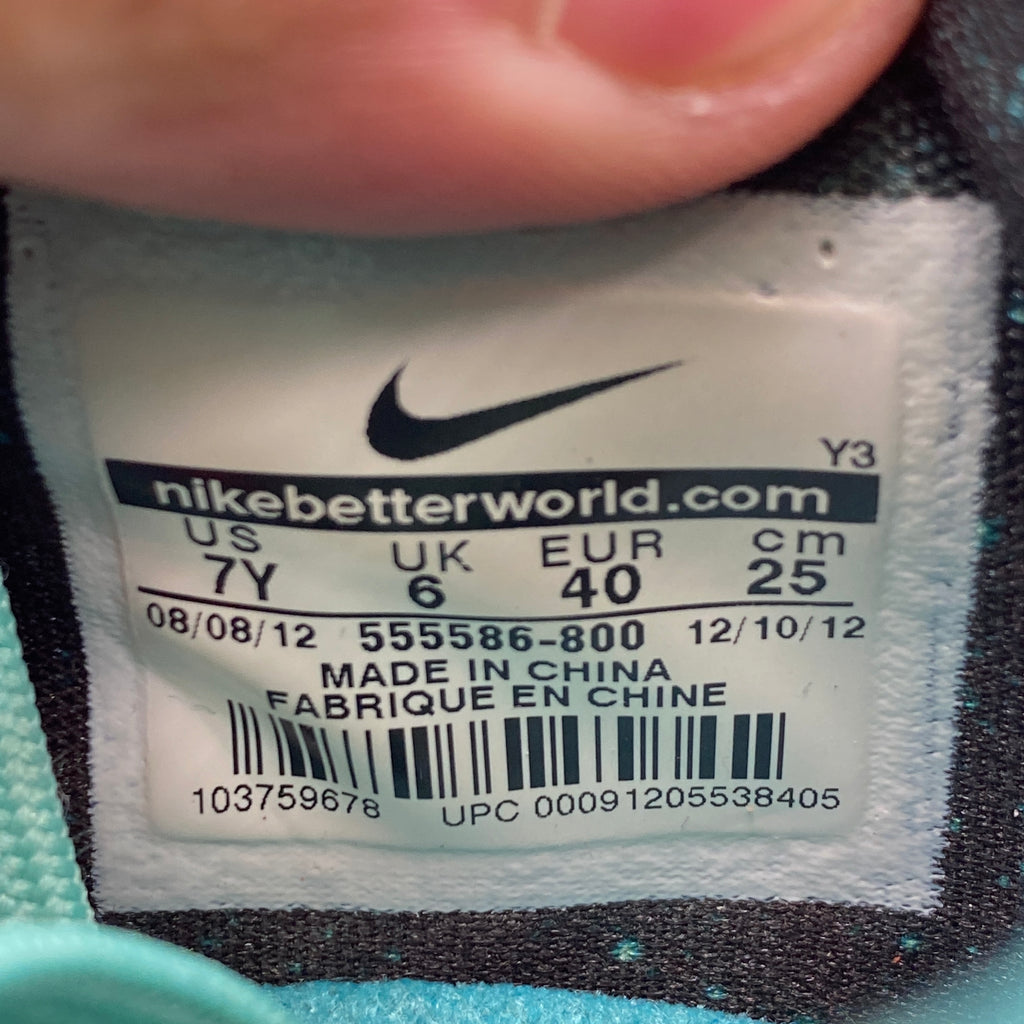 Y3
nikebetterworld.com
US UK EUR cm
7Y 6 40 25
08/08/12 555586-800 12/10/12
MADE IN CHINA
FABRIQUE EN CHINE
103759678 UPC 00091205538405